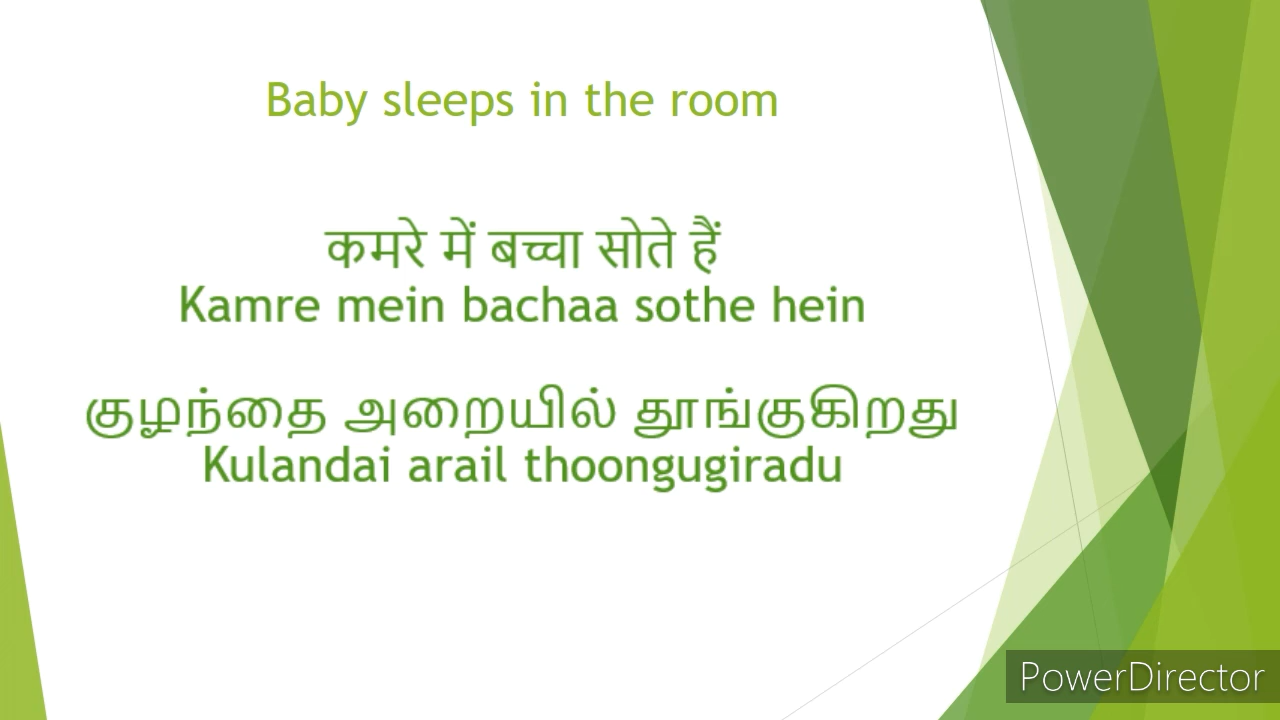 Baby sleeps in the room
कमरे में बच्चा सोते हैं
Kamre mein bachaa sothe hein
குழந்தை அறையில் தூங்குகிறது
Kulandai arail thoongugiradu
PowerDirector